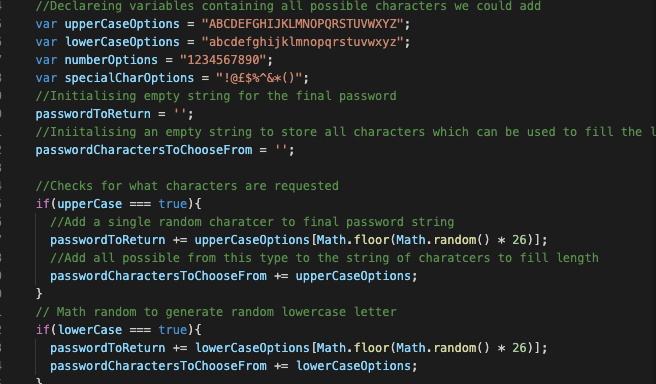 //Declareing variables containing all possible characters we could add
var upperCaseOptions = "ABCDEFGHIJKLMNOPQRSTUVWXYZ";
var lowerCaseOptions = "abcdefghijklmnopqrstuvwxyz";
var numberOptions = "1234567890";
var specialCharOptions = "!@£$%^&*()";
//Initialising empty string for the final password
passwordToReturn = '';
//Iniitalising an empty string to store all characters which can be used to fill the l
passwordCharactersToChooseFrom = '';
//Checks for what characters are requested
if(upperCase === true){
//Add a single random charatcer to final password string
passwordToReturn += upperCaseOptions[Math.floor(Math.random() * 26)];
//Add all possible from this type to the string of charatcers to fill length
passwordCharactersToChooseFrom += upperCaseOptions;
}
// Math random to generate random lowercase letter
if(lowerCase === true){
passwordToReturn += lowerCaseOptions[Math.floor(Math.random() * 26)];
passwordCharactersToChooseFrom += lowerCaseOptions;
}